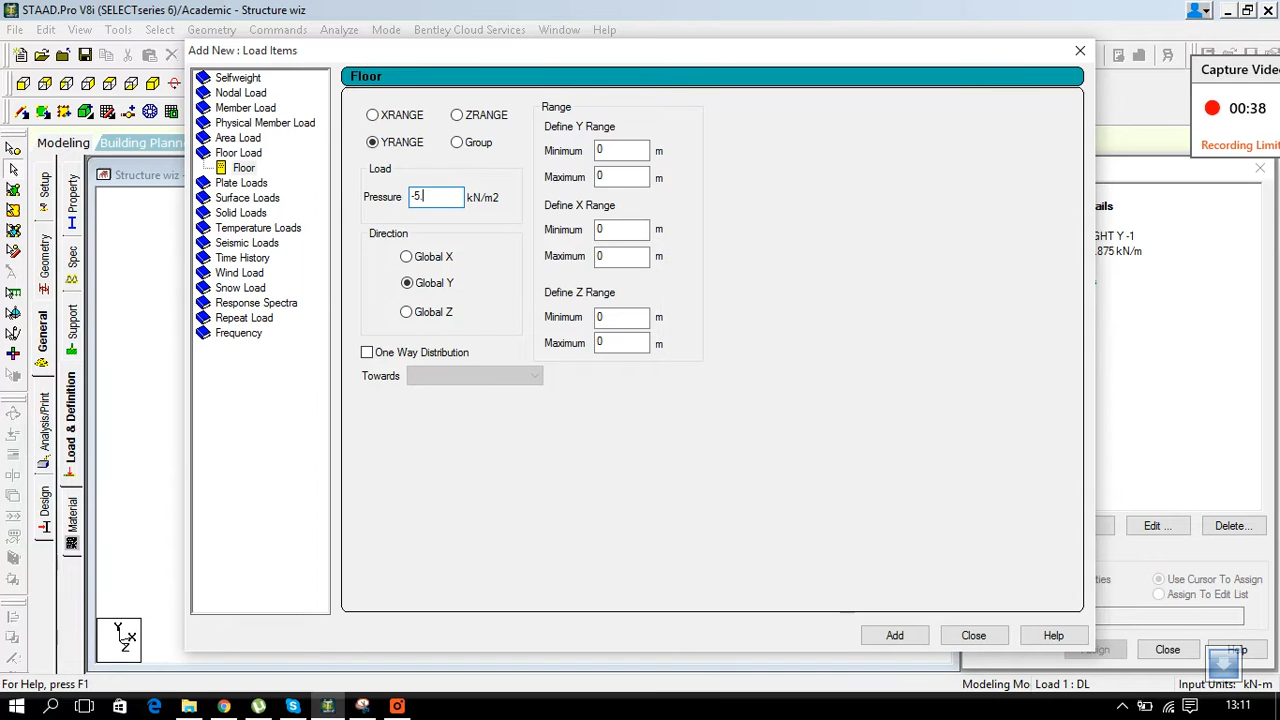 STAAD.Pro V8i (SELECTseries 6)/Academic - Structure wiz
File Edit View Tools Select Geometry Commands Analyze Mode Bentley Cloud Services Window Help
Add New : Load Items
Capture Vide
00:38
Recording Limit
Modeling Building Planne
Structure wiz -
Setup
Geometry
General
Analysis/Print
Design
Property
Spec
Support
Load & Definition
Material
Selfweight
Nodal Load
Member Load
Physical Member Load
Area Load
Floor Load
Floor
Plate Loads
Surface Loads
Solid Loads
Temperature Loads
Seismic Loads
Time History
Wind Load
Snow Load
Response Spectra
Repeat Load
Frequency
Floor
XRANGE ZRANGE
YRANGE Group
Load
Pressure -5. kN/m2
Direction
Global X
Global Y
Global Z
One Way Distribution
Towards
Range
Define Y Range
Minimum 0 m
Maximum 0 m
Define X Range
Minimum 0 m
Maximum 0 m
Define Z Range
Minimum 0 m
Maximum 0 m
Add Close Help
details
GHT Y -1
.875 kN/m
Edit ... Delete...
ties
Use Cursor To Assign
Assign To Edit List
Assign Close Help
Y
X
Z
For Help, press F1
Modeling Mo Load 1 : DL Input Units: kN-m
13:11